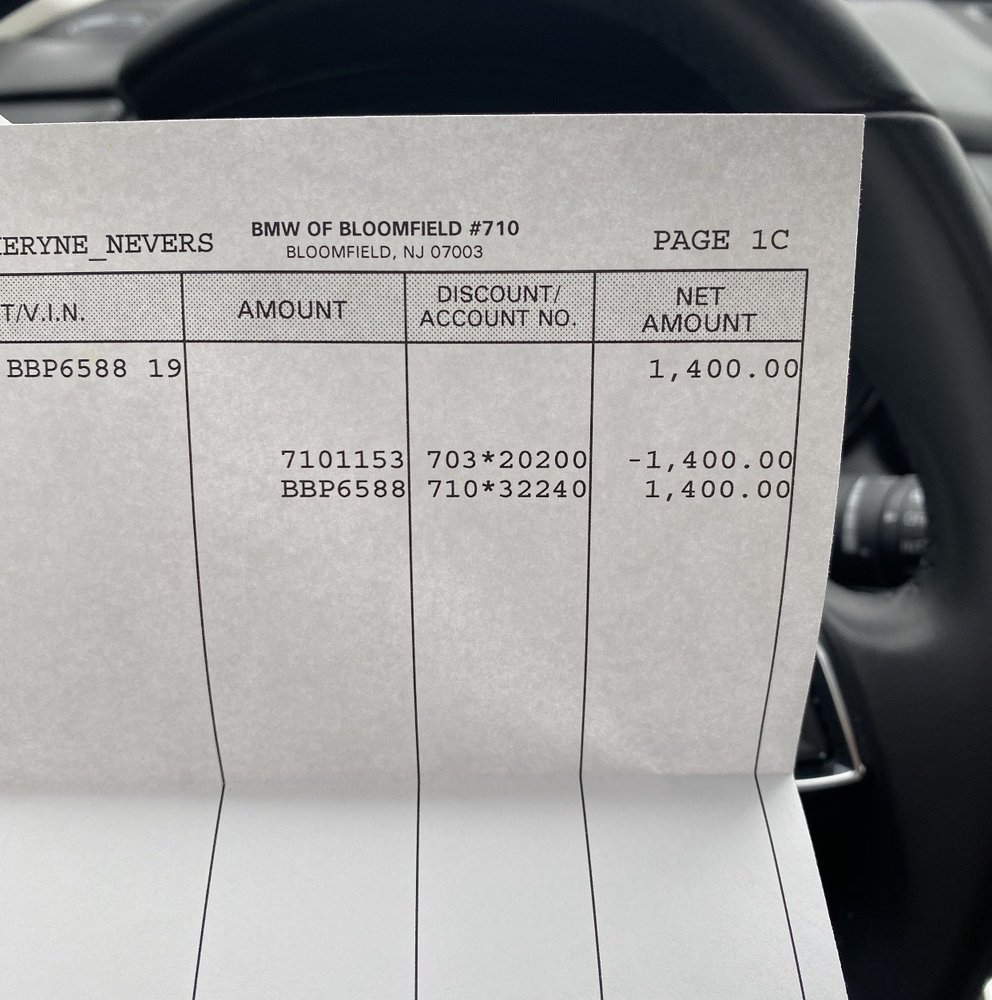 IERYNE_NEVERS BMW OF BLOOMFIELD #710 PAGE 1C
BLOOMFIELD, NJ 07003
T/V.I.N. AMOUNT DISCOUNT/ ACCOUNT NO. NET AMOUNT
BBP6588 19 1,400.00
7101153 703*20200 -1,400.00
BBP6588 710*32240 1,400.00